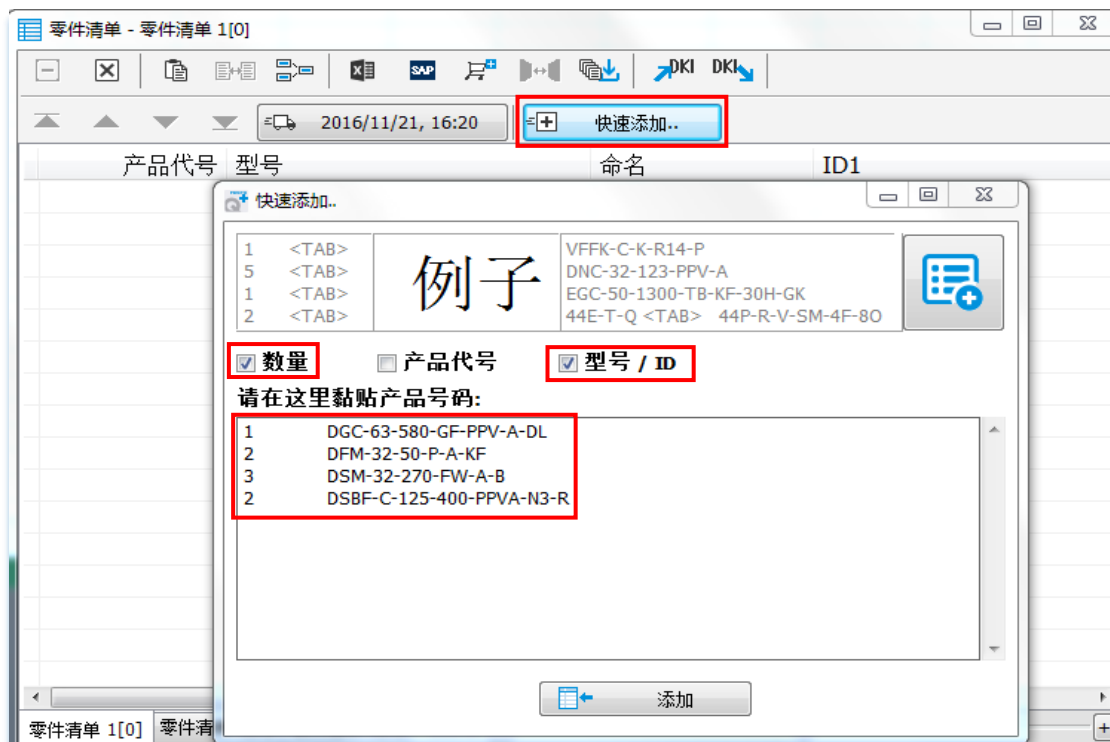 零件清单 - 零件清单 1[0]
SAP DKI DKI
2016/11/21, 16:20 快速添加..
产品代号 型号 命名 ID1
快速添加..
1 <TAB> VFFK-C-K-R14-P
5 <TAB> 例子 DNC-32-123-PPV-A
1 <TAB> EGC-50-1300-TB-KF-30H-GK
2 <TAB> 44E-T-Q <TAB> 44P-R-V-SM-4F-8O
数量 产品代号 型号 / ID
请在这里黏贴产品号码:
1 DGC-63-580-GF-PPV-A-DL
2 DFM-32-50-P-A-KF
3 DSM-32-270-FW-A-B
2 DSBF-C-125-400-PPVA-N3-R
添加
零件清单 1[0] 零件清